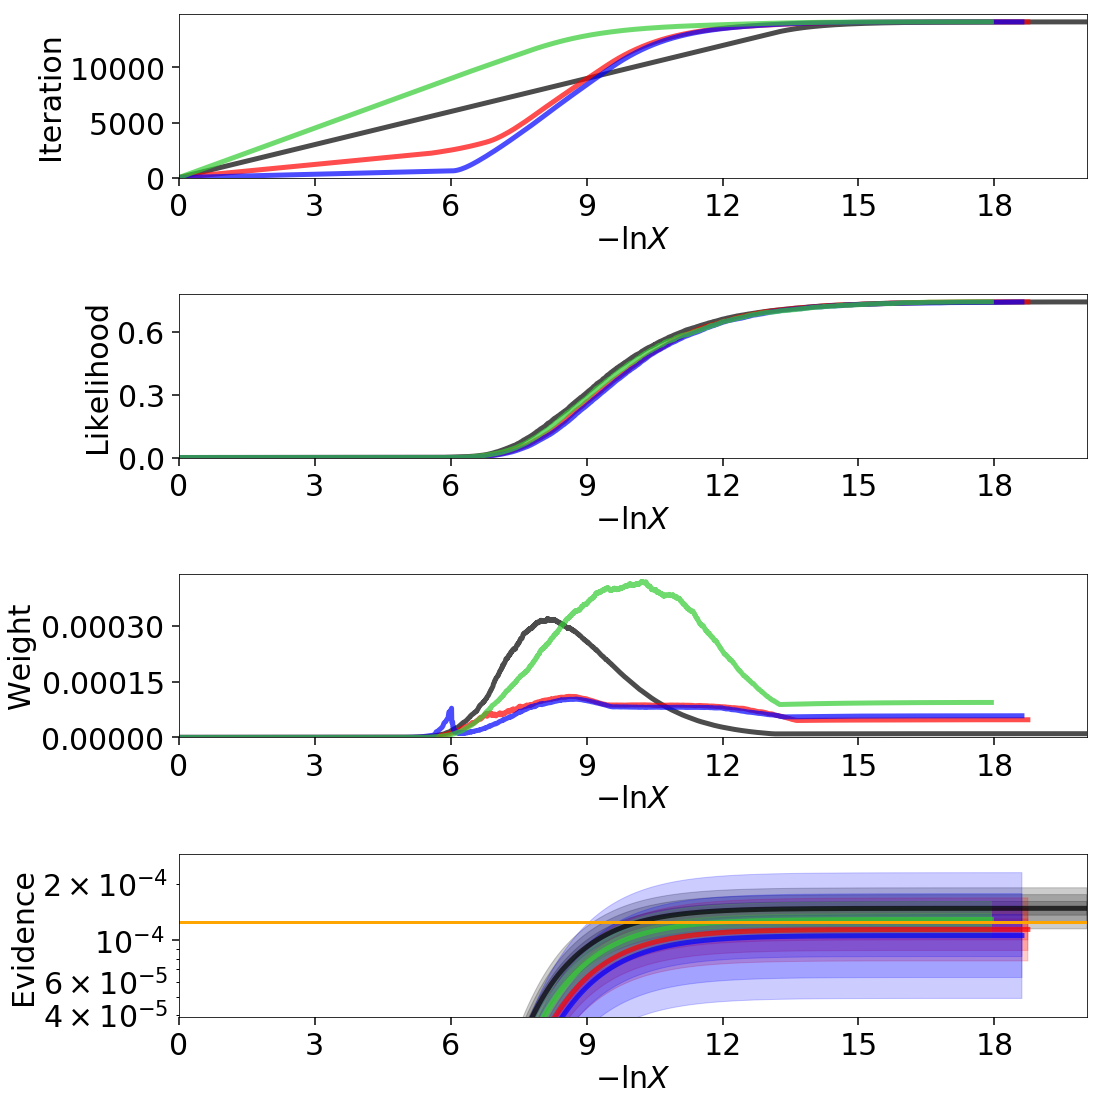 Iteration
10000
5000
0
0 3 6 9 12 15 18
−lnX
Likelihood
0.6
0.3
0.0
0 3 6 9 12 15 18
−lnX
Weight
0.00030
0.00015
0.00000
0 3 6 9 12 15 18
−lnX
Evidence
2 × 10⁻⁴
10⁻⁴
6 × 10⁻⁵
4 × 10⁻⁵
0 3 6 9 12 15 18
−lnX